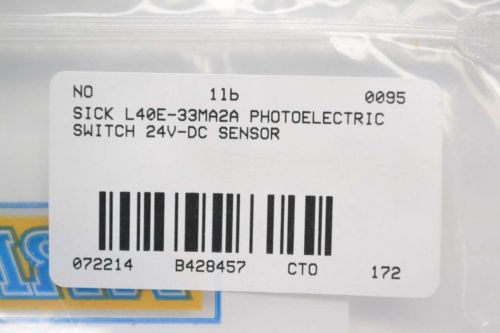 NO 1lb 0095
SICK L40E-33MA2A PHOTOELECTRIC
SWITCH 24V-DC SENSOR
072214 B428457 CTO 172